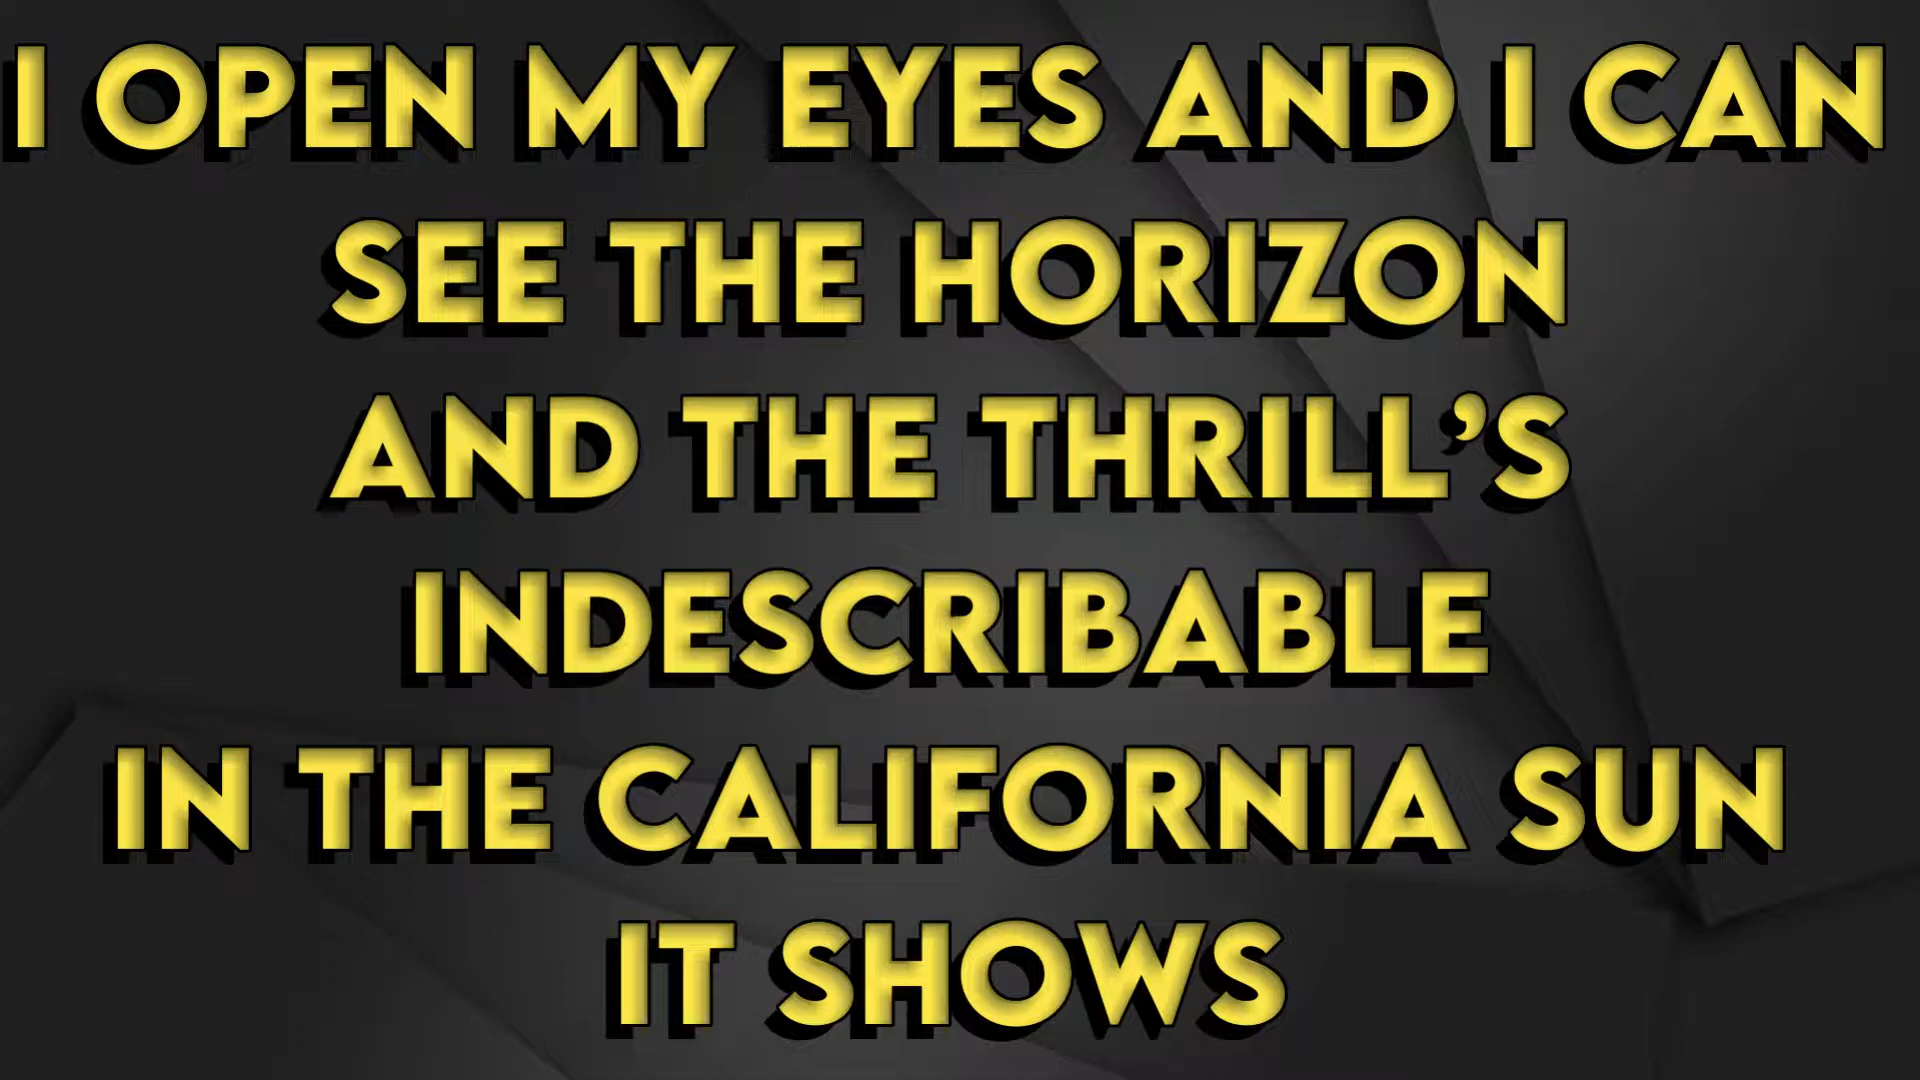 I OPEN MY EYES AND I CAN
SEE THE HORIZON
AND THE THRILL’S
INDESCRIBABLE
IN THE CALIFORNIA SUN
IT SHOWS